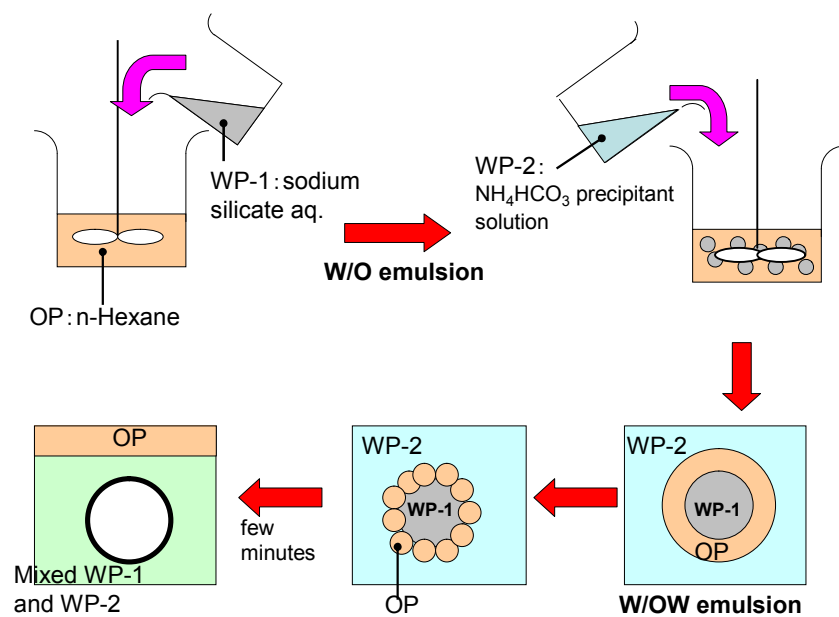 WP-1：sodium
silicate aq.
OP：n-Hexane
W/O emulsion
WP-2：
NH₄HCO₃ precipitant
solution
OP
Mixed WP-1
and WP-2
few
minutes
WP-2
WP-1
OP
WP-2
WP-1
OP
W/OW emulsion